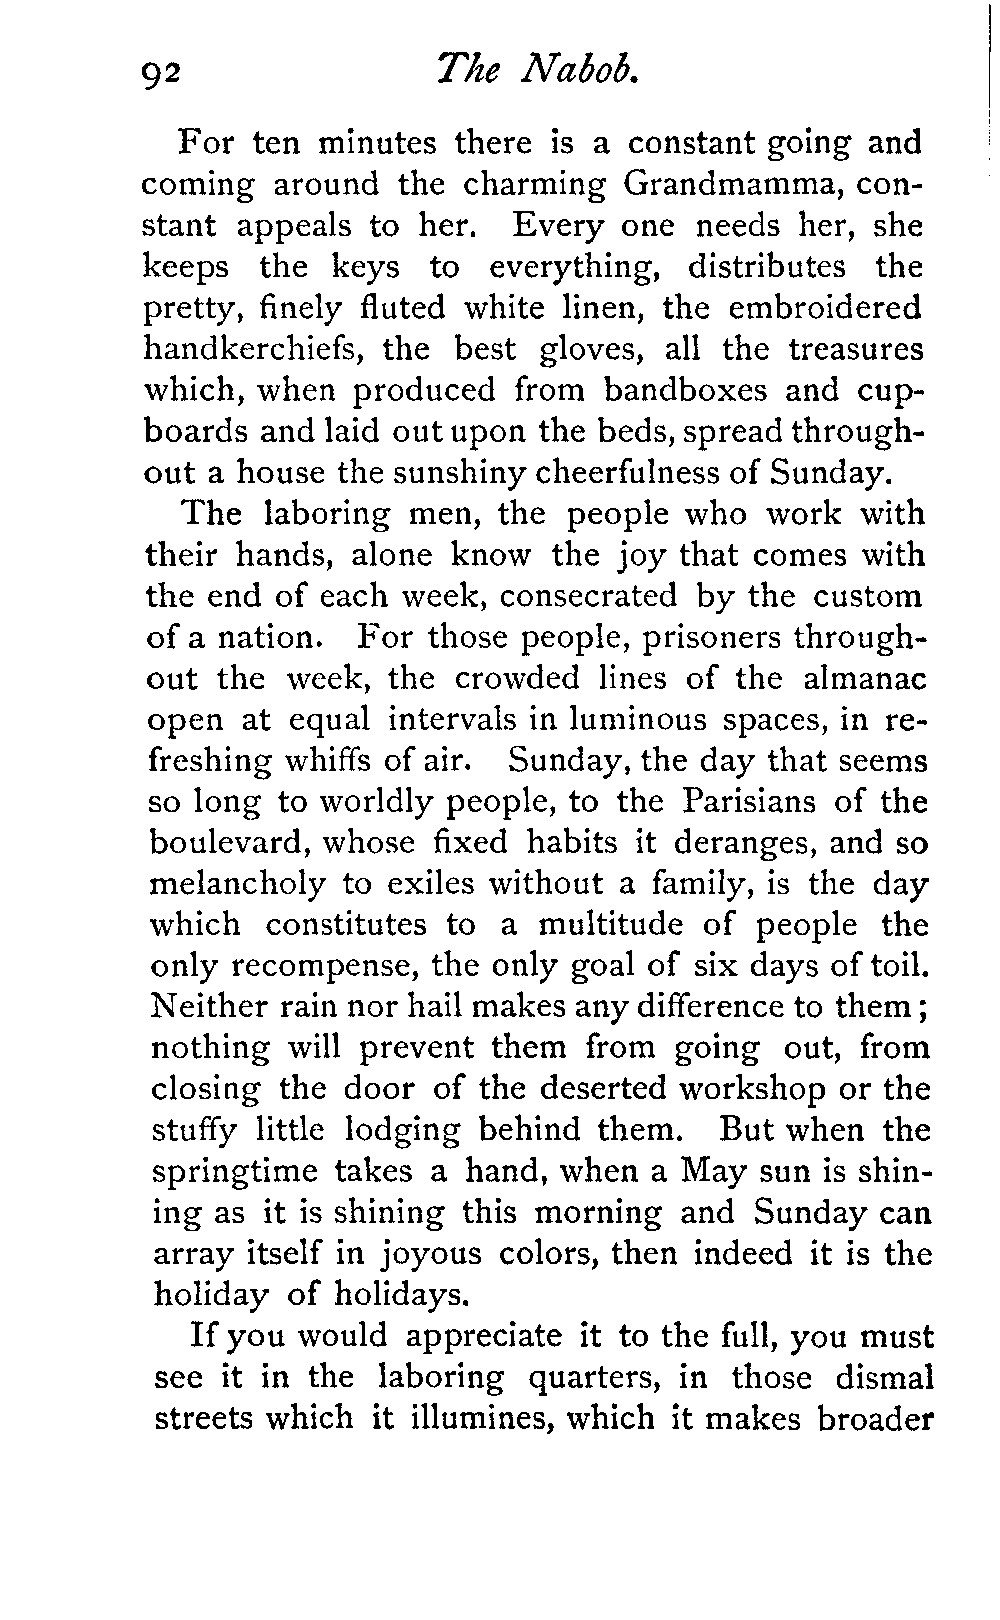 92 The Nabob.
For ten minutes there is a constant going and
coming around the charming Grandmamma, con-
stant appeals to her. Every one needs her, she
keeps the keys to everything, distributes the
pretty, finely fluted white linen, the embroidered
handkerchiefs, the best gloves, all the treasures
which, when produced from bandboxes and cup-
boards and laid out upon the beds, spread through-
out a house the sunshiny cheerfulness of Sunday.
The laboring men, the people who work with
their hands, alone know the joy that comes with
the end of each week, consecrated by the custom
of a nation. For those people, prisoners through-
out the week, the crowded lines of the almanac
open at equal intervals in luminous spaces, in re-
freshing whiffs of air. Sunday, the day that seems
so long to worldly people, to the Parisians of the
boulevard, whose fixed habits it deranges, and so
melancholy to exiles without a family, is the day
which constitutes to a multitude of people the
only recompense, the only goal of six days of toil.
Neither rain nor hail makes any difference to them;
nothing will prevent them from going out, from
closing the door of the deserted workshop or the
stuffy little lodging behind them. But when the
springtime takes a hand, when a May sun is shin-
ing as it is shining this morning and Sunday can
array itself in joyous colors, then indeed it is the
holiday of holidays.
If you would appreciate it to the full, you must
see it in the laboring quarters, in those dismal
streets which it illumines, which it makes broader